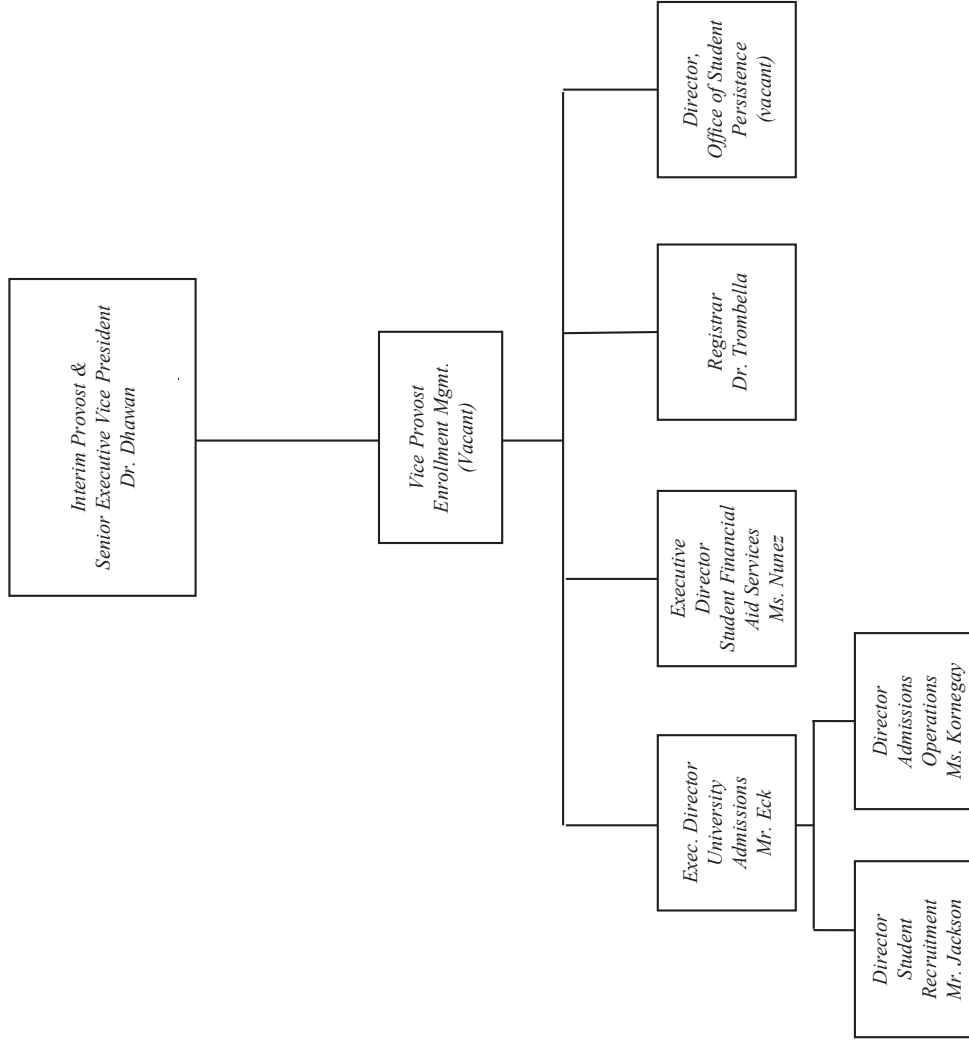 Interim Provost &
Senior Executive Vice President
Dr. Dhawan
Vice Provost
Enrollment Mgmt.
(Vacant)
Exec. Director
University
Admissions
Mr. Eck
Executive
Director
Student Financial
Aid Services
Ms. Nunez
Registrar
Dr. Trombella
Director,
Office of Student
Persistence
(vacant)
Director
Student
Recruitment
Mr. Jackson
Director
Admissions
Operations
Ms. Kornegay